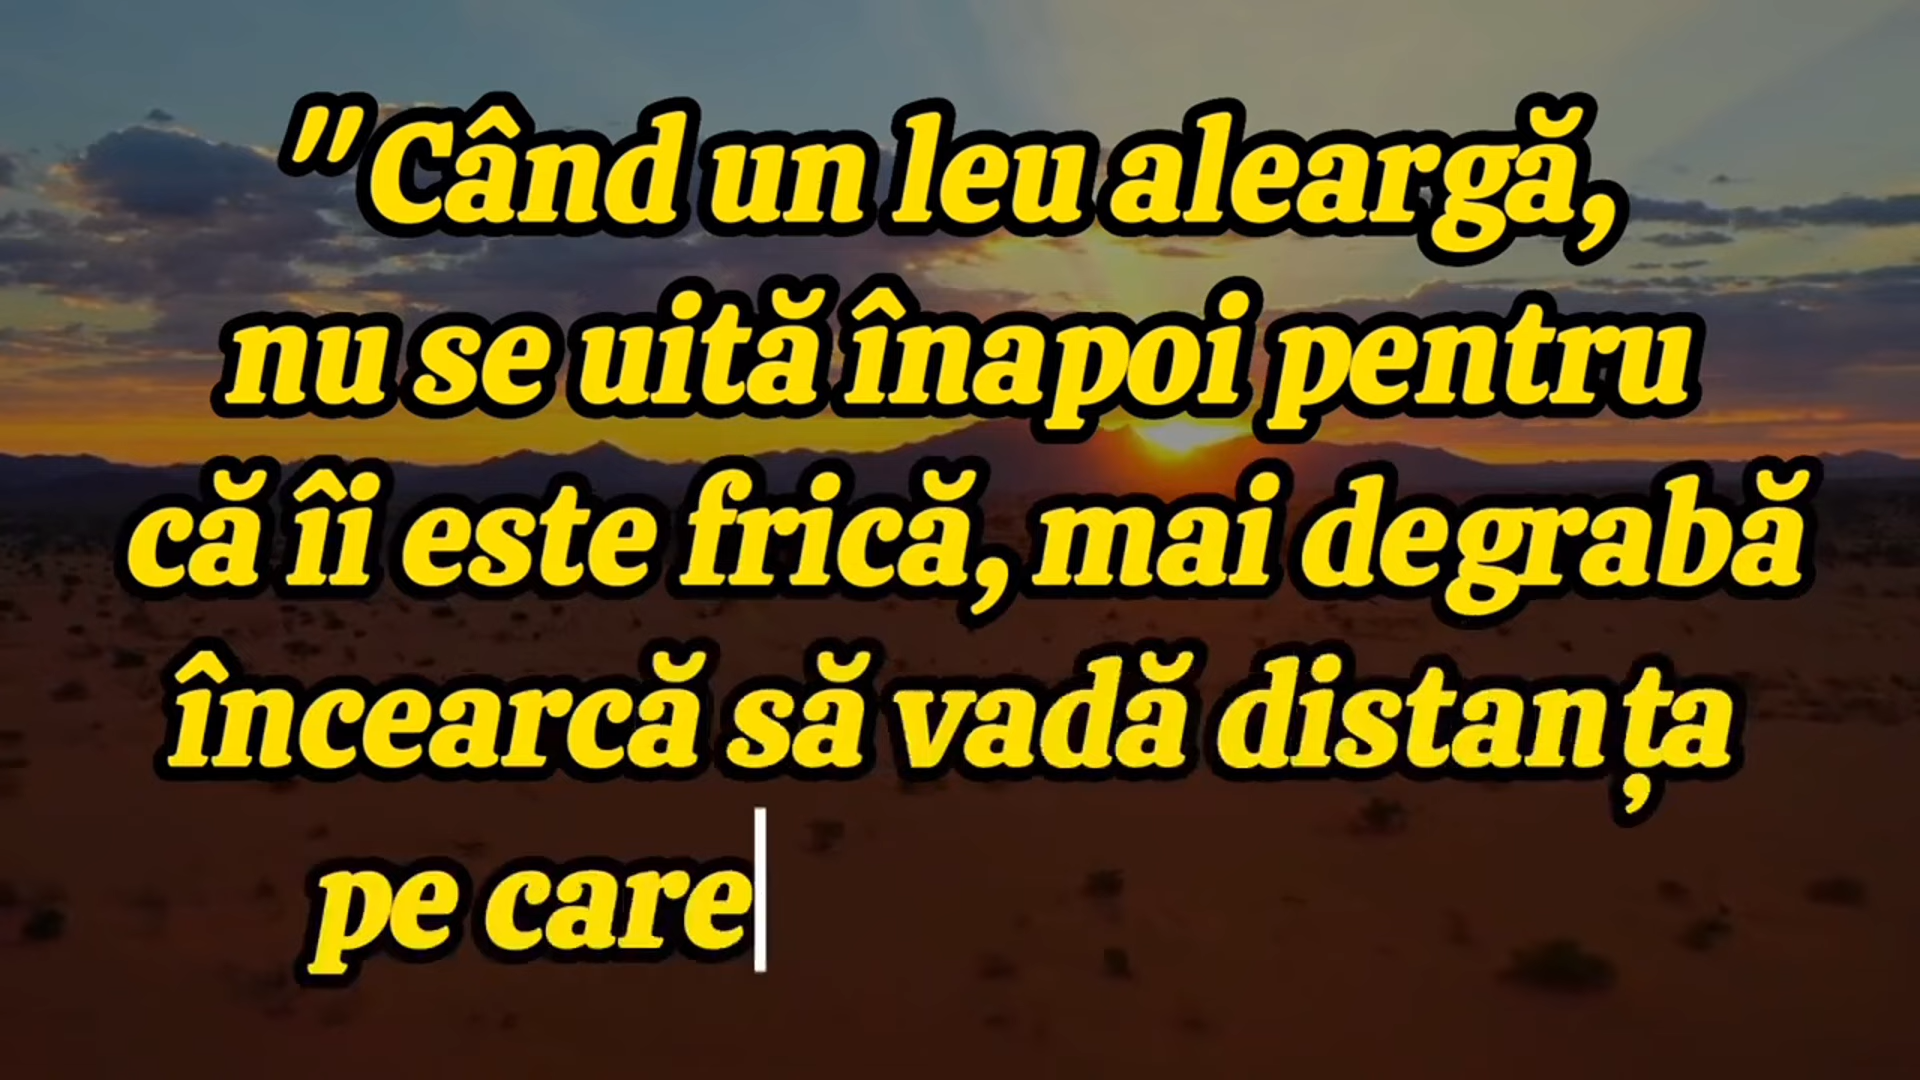 "Când un leu aleargă,
nu se uită înapoi pentru
că îi este frică, mai degrabă
încearcă să vadă distanța
pe care